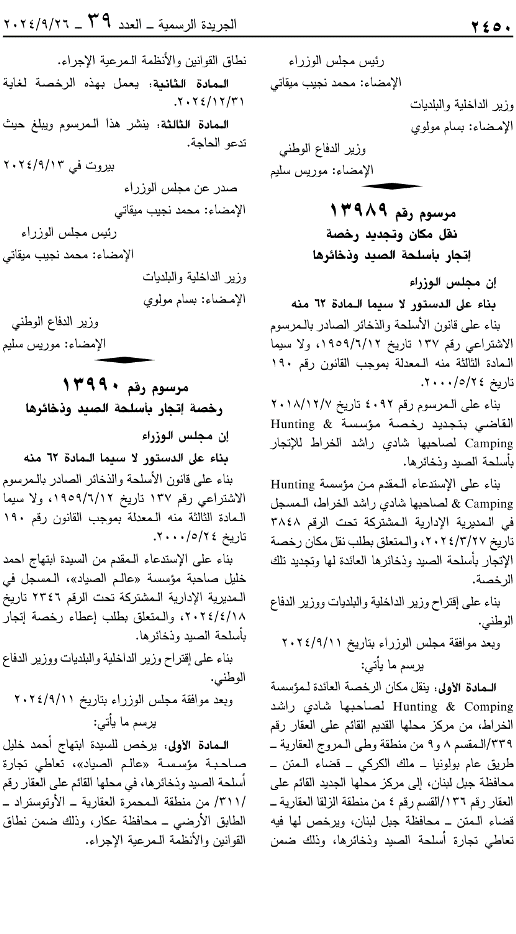 ٢٤٥٠
الجريدة الرسمية ــ العدد ٣٩ ــ ٢٠٢٤/٩/٢٦
رئيس مجلس الوزراء
الإمضاء: محمد نجيب ميقاتي
وزير الداخلية والبلديات
الإمضاء: بسام مولوي
وزير الدفاع الوطني
الإمضاء: موريس سليم
مرسوم رقم ١٣٩٨٩
نقل مكان وتجديد رخصة
إتجار بأسلحة الصيد وذخائرها
إن مجلس الوزراء
بناء على الدستور لا سيما المادة ٦٢ منه
بناء على قانون الأسلحة والذخائر الصادر بالمرسوم
الاشتراعي رقم ١٣٧ تاريخ ١٩٥٩/٦/١٢، ولا سيما
المادة الثالثة منه المعدلة بموجب القانون رقم ١٩٠
تاريخ ٢٠٠٠/٥/٢٤.
بناء على المرسوم رقم ٤٠٩٢ تاريخ ٢٠١٨/١٢/٧
القاضي بتجديد رخصة مؤسسة Hunting &
Camping لصاحبها شادي راشد الخراط للإتجار
بأسلحة الصيد وذخائرها.
بناء على الإستدعاء المقدم من مؤسسة Hunting
& Camping لصاحبها شادي راشد الخراط، المسجل
في المديرية الإدارية المشتركة تحت الرقم ٣٨٤٨
تاريخ ٢٠٢٤/٣/٢٧، والمتعلق بطلب نقل مكان رخصة
الإتجار بأسلحة الصيد وذخائرها العائدة لها وتجديد تلك
الرخصة.
بناء على إقتراح وزير الداخلية والبلديات ووزير الدفاع
الوطني.
وبعد موافقة مجلس الوزراء بتاريخ ٢٠٢٤/٩/١١
يرسم ما يأتي:
المادة الأولى: ينقل مكان الرخصة العائدة لمؤسسة
Hunting & Comping لصاحبها شادي راشد
الخراط، من مركز محلها القديم القائم على العقار رقم
٣٣٩/المقسم ٨ و٩ من منطقة وطى المروج العقارية ــ
طريق عام بولونيا ــ ملك الكركي ــ قضاء المتن ــ
محافظة جبل لبنان، إلى مركز محلها الجديد القائم على
العقار رقم ١٣٦/القسم رقم ٤ من منطقة الزلقا العقارية ــ
قضاء المتن ــ محافظة جبل لبنان، ويرخص لها فيه
تعاطي تجارة أسلحة الصيد وذخائرها، وذلك ضمن
نطاق القوانين والأنظمة المرعية الإجراء.
المادة الثانية: يعمل بهذه الرخصة لغاية
٢٠٢٤/١٢/٣١.
المادة الثالثة: ينشر هذا المرسوم ويبلغ حيث
تدعو الحاجة.
بيروت في ٢٠٢٤/٩/١٣
صدر عن مجلس الوزراء
الإمضاء: محمد نجيب ميقاتي
رئيس مجلس الوزراء
الإمضاء: محمد نجيب ميقاتي
وزير الداخلية والبلديات
الإمضاء: بسام مولوي
وزير الدفاع الوطني
الإمضاء: موريس سليم
مرسوم رقم ١٣٩٩٠
رخصة إتجار بأسلحة الصيد وذخائرها
إن مجلس الوزراء
بناء على الدستور لا سيما المادة ٦٢ منه
بناء على قانون الأسلحة والذخائر الصادر بالمرسوم
الاشتراعي رقم ١٣٧ تاريخ ١٩٥٩/٦/١٢، ولا سيما
المادة الثالثة منه المعدلة بموجب القانون رقم ١٩٠
تاريخ ٢٠٠٠/٥/٢٤.
بناء على الإستدعاء المقدم من السيدة ابتهاج احمد
خليل صاحبة مؤسسة «عالم الصياد»، المسجل في
المديرية الإدارية المشتركة تحت الرقم ٢٣٤٦ تاريخ
٢٠٢٤/٤/١٨، والمتعلق بطلب إعطاء رخصة إتجار
بأسلحة الصيد وذخائرها.
بناء على إقتراح وزير الداخلية والبلديات ووزير الدفاع
الوطني.
وبعد موافقة مجلس الوزراء بتاريخ ٢٠٢٤/٩/١١
يرسم ما يأتي:
المادة الأولى: يرخص للسيدة ابتهاج أحمد خليل
صاحبة مؤسسة «عالم الصياد»، تعاطي تجارة
أسلحة الصيد وذخائرها، في محلها القائم على العقار رقم
/٣١١/ من منطقة المحمرة العقارية ــ الأوتوستراد ــ
الطابق الأرضي ــ محافظة عكار، وذلك ضمن نطاق
القوانين والأنظمة المرعية الإجراء.